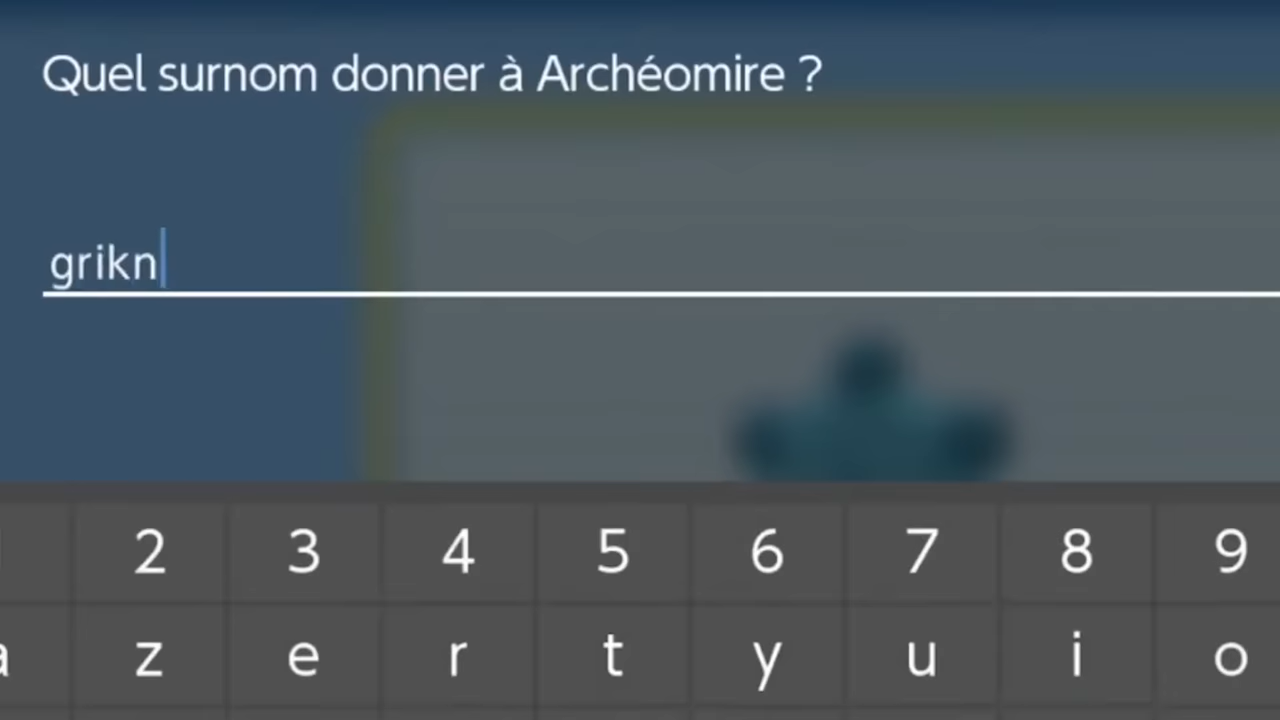 Quel surnom donner à Archéomire ?
grikn
2 3 4 5 6 7 8 9
a z e r t y u i o